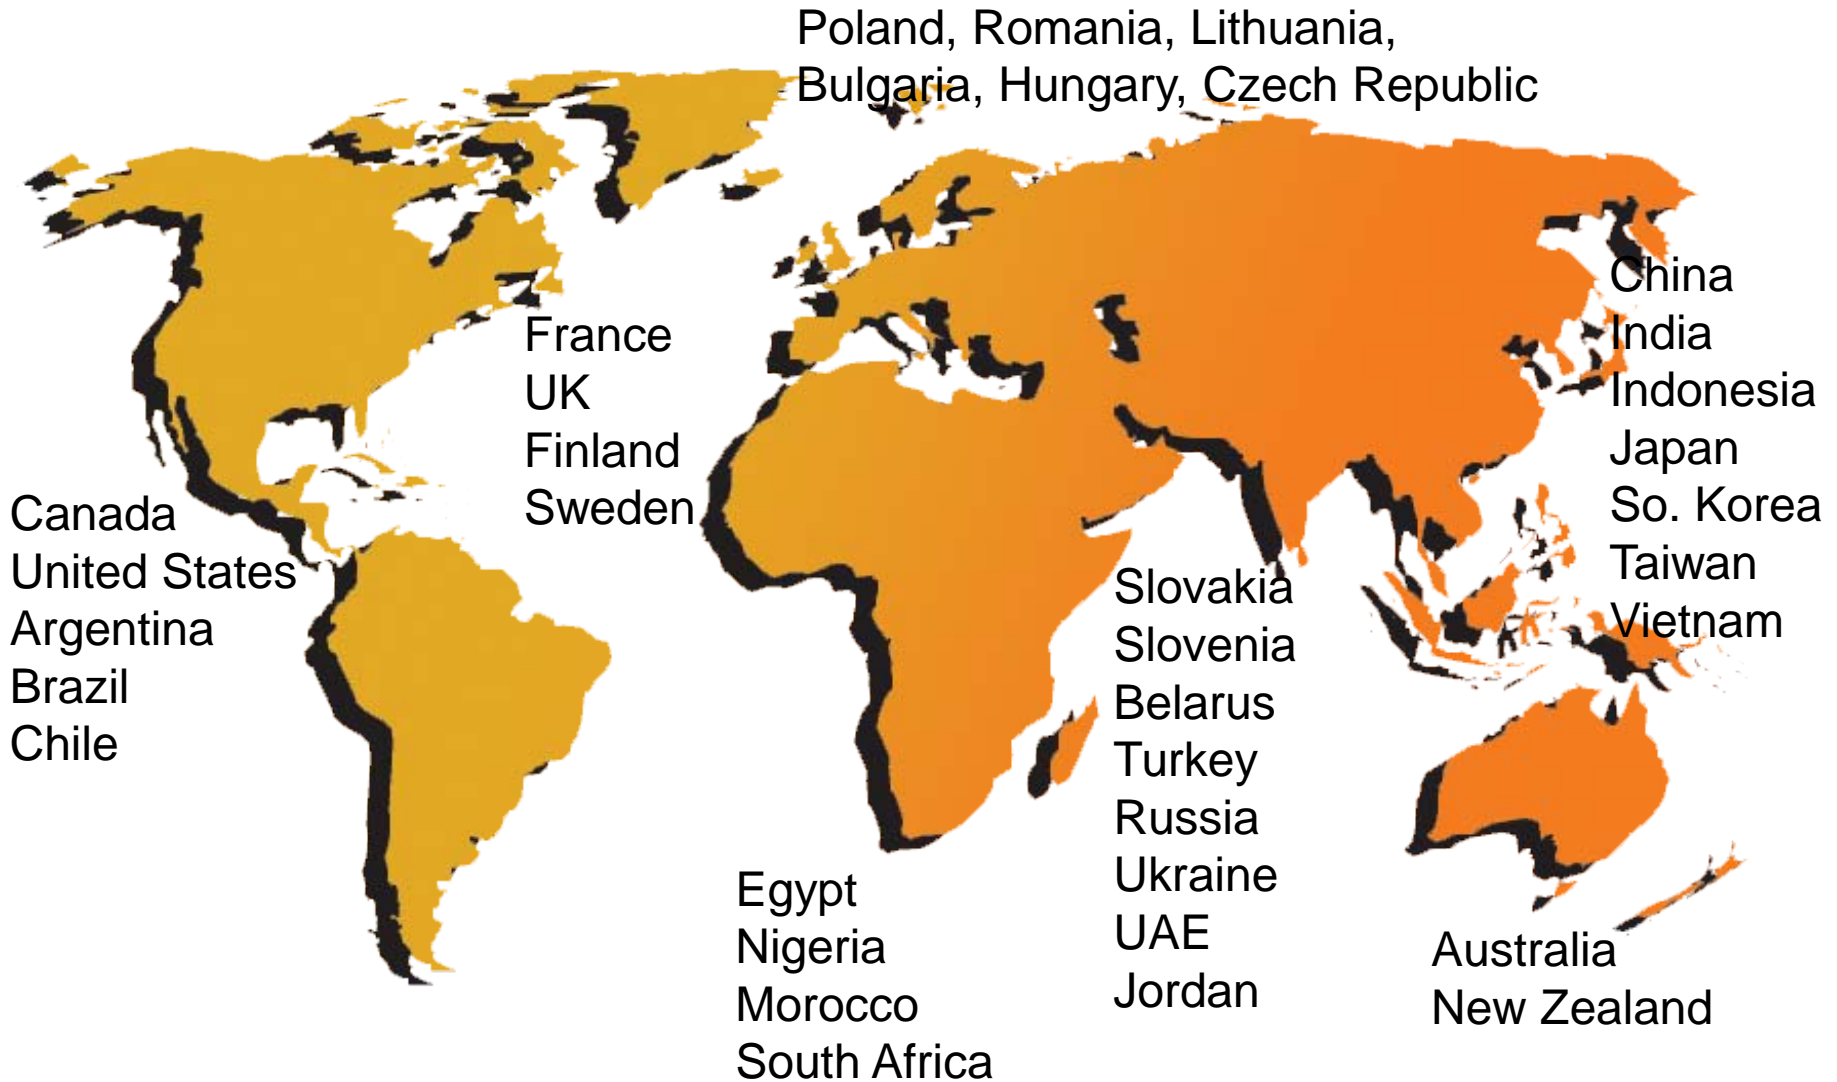 Poland, Romania, Lithuania,
Bulgaria, Hungary, Czech Republic
France
UK
Finland
Sweden
Canada
United States
Argentina
Brazil
Chile
China
India
Indonesia
Japan
So. Korea
Taiwan
Vietnam
Slovakia
Slovenia
Belarus
Turkey
Russia
Ukraine
UAE
Jordan
Egypt
Nigeria
Morocco
South Africa
Australia
New Zealand